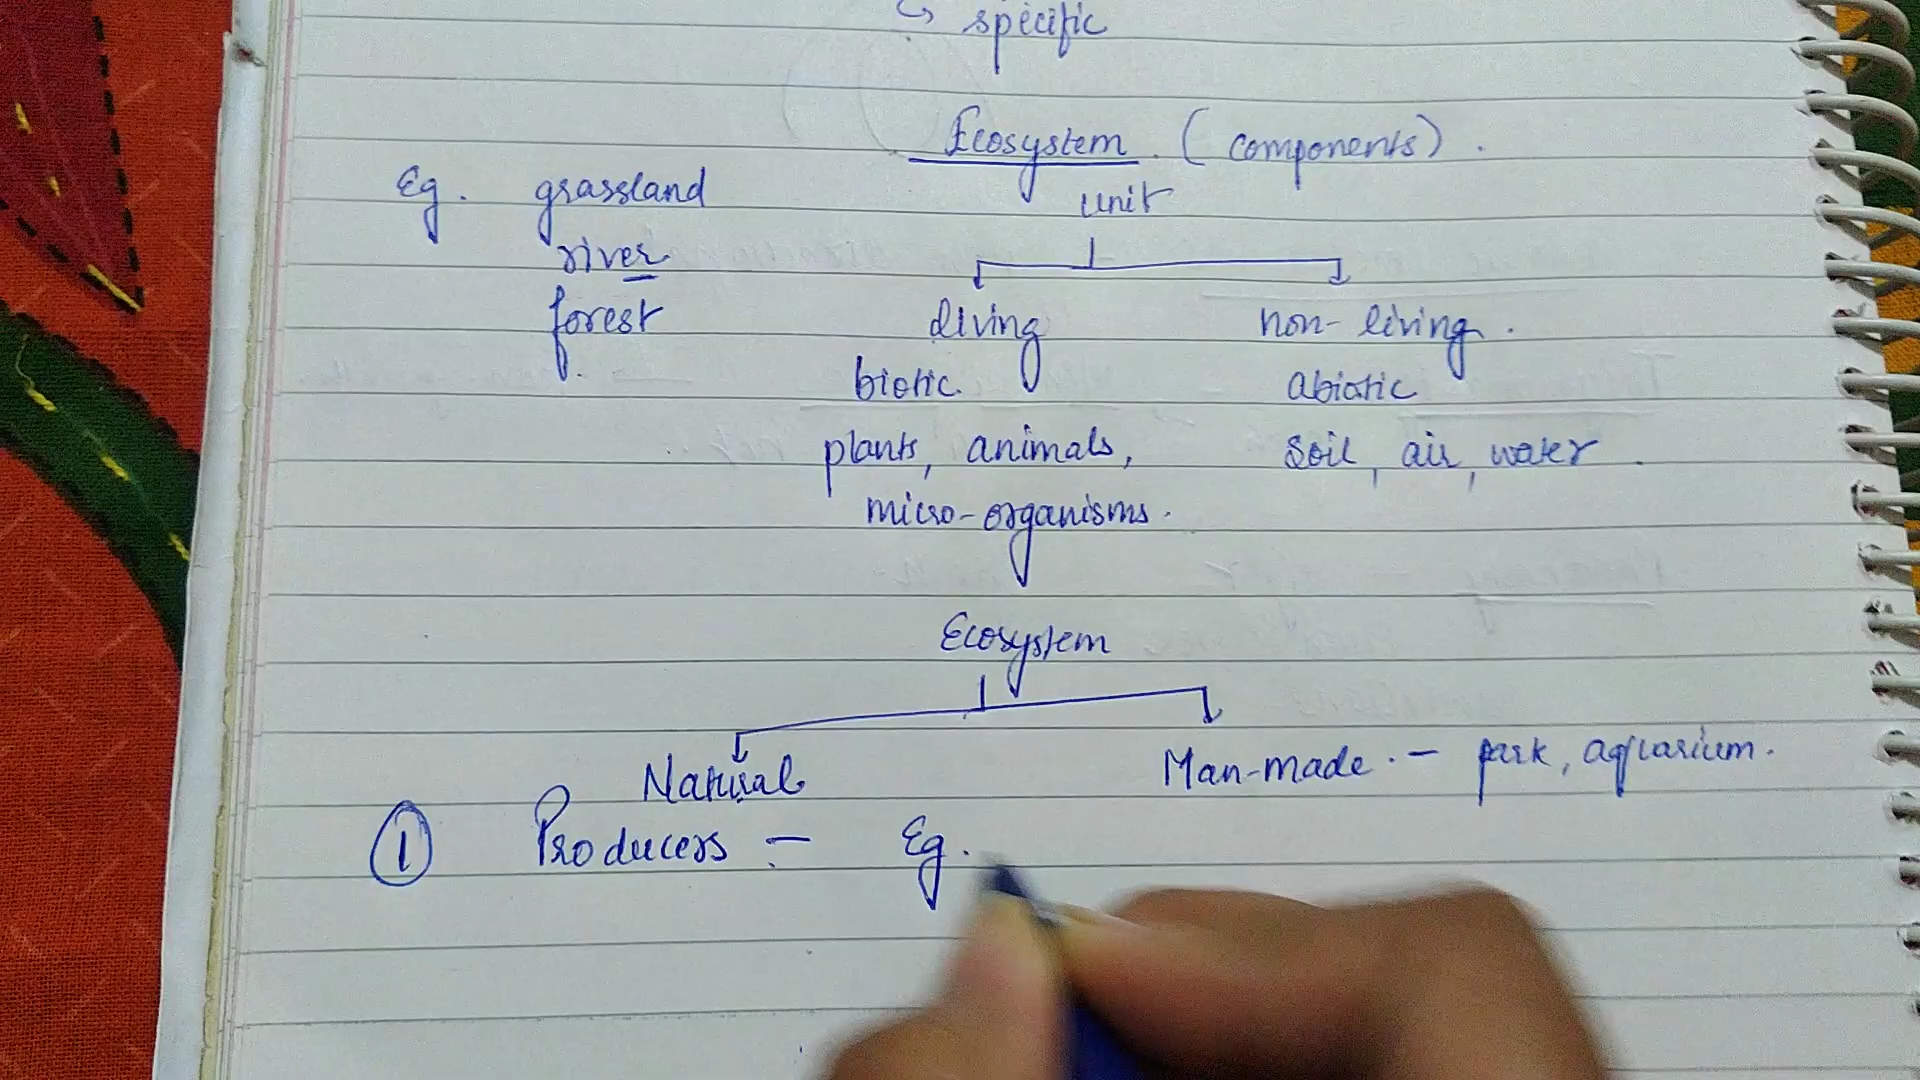 ↳ specific
Ecosystem. (components).
Eg. grassland unit
river
forest living non-living.
biotic. abiotic
plants, animals, soil, air, water.
micro-organisms.
Ecosystem
Natural Man-made. - park, aquarium.
① Producers :- Eg.